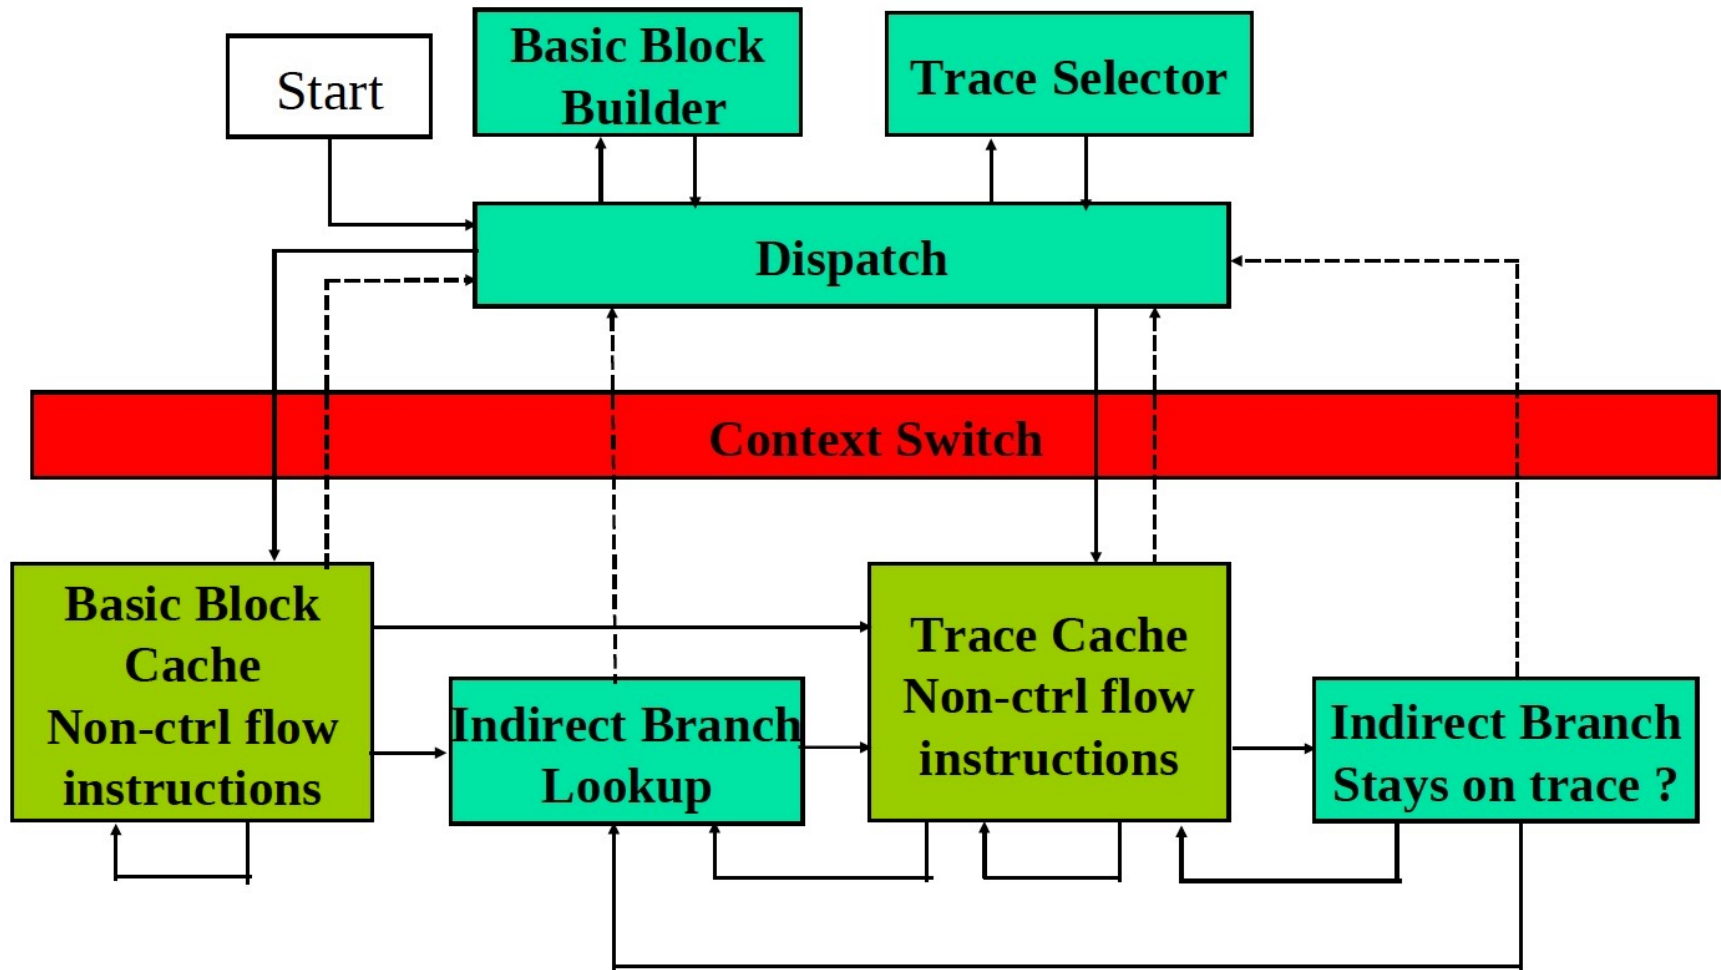 Start
Basic Block
Builder
Trace Selector
Dispatch
Context Switch
Basic Block
Cache
Non-ctrl flow
instructions
Indirect Branch
Lookup
Trace Cache
Non-ctrl flow
instructions
Indirect Branch
Stays on trace ?